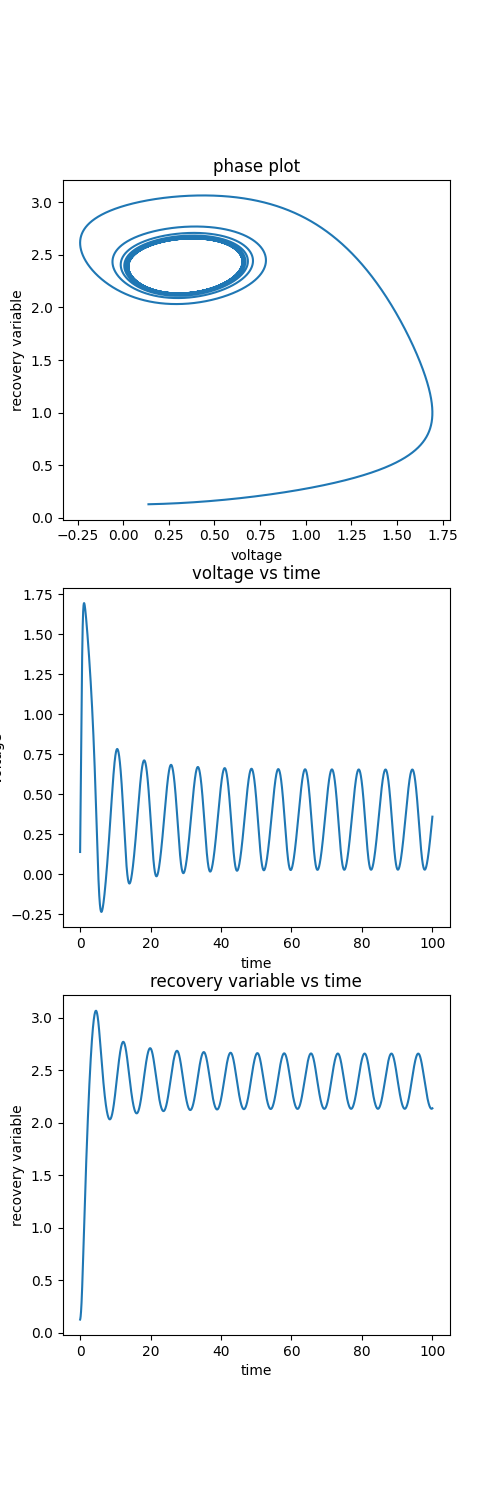 phase plot
3.0
2.5
2.0
1.5
1.0
0.5
0.0
recovery variable
−0.25 0.00 0.25 0.50 0.75 1.00 1.25 1.50 1.75
voltage
voltage vs time
1.75
1.50
1.25
1.00
0.75
0.50
0.25
0.00
−0.25
0 20 40 60 80 100
time
recovery variable vs time
3.0
2.5
2.0
1.5
1.0
0.5
0.0
recovery variable
0 20 40 60 80 100
time